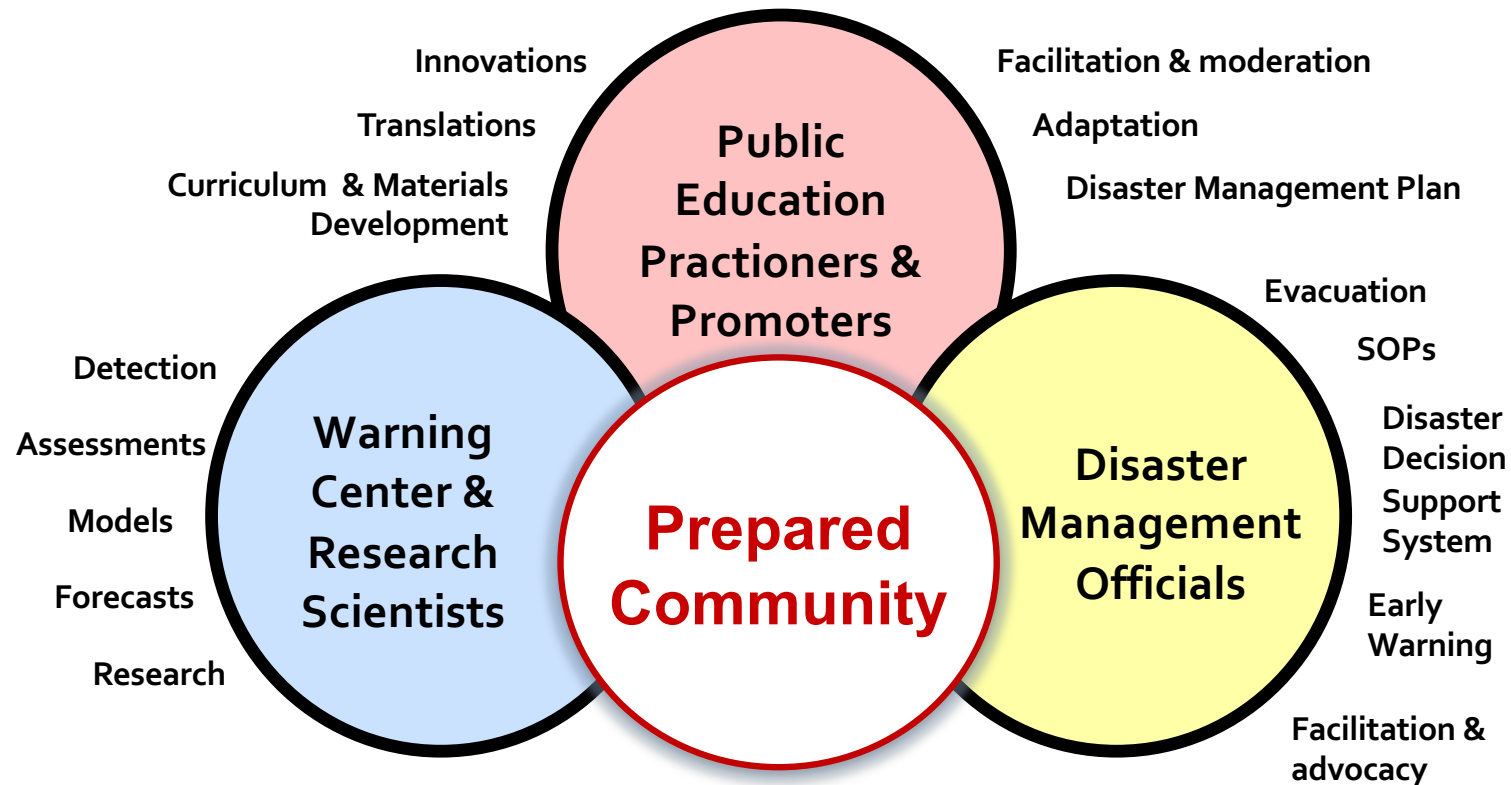 Innovations
Translations
Curriculum & Materials
Development
Facilitation & moderation
Adaptation
Disaster Management Plan
Public
Education
Practioners &
Promoters
Detection
Assessments
Models
Forecasts
Research
Warning
Center &
Research
Scientists
Prepared
Community
Disaster
Management
Officials
Evacuation
SOPs
Disaster
Decision
Support
System
Early
Warning
Facilitation &
advocacy